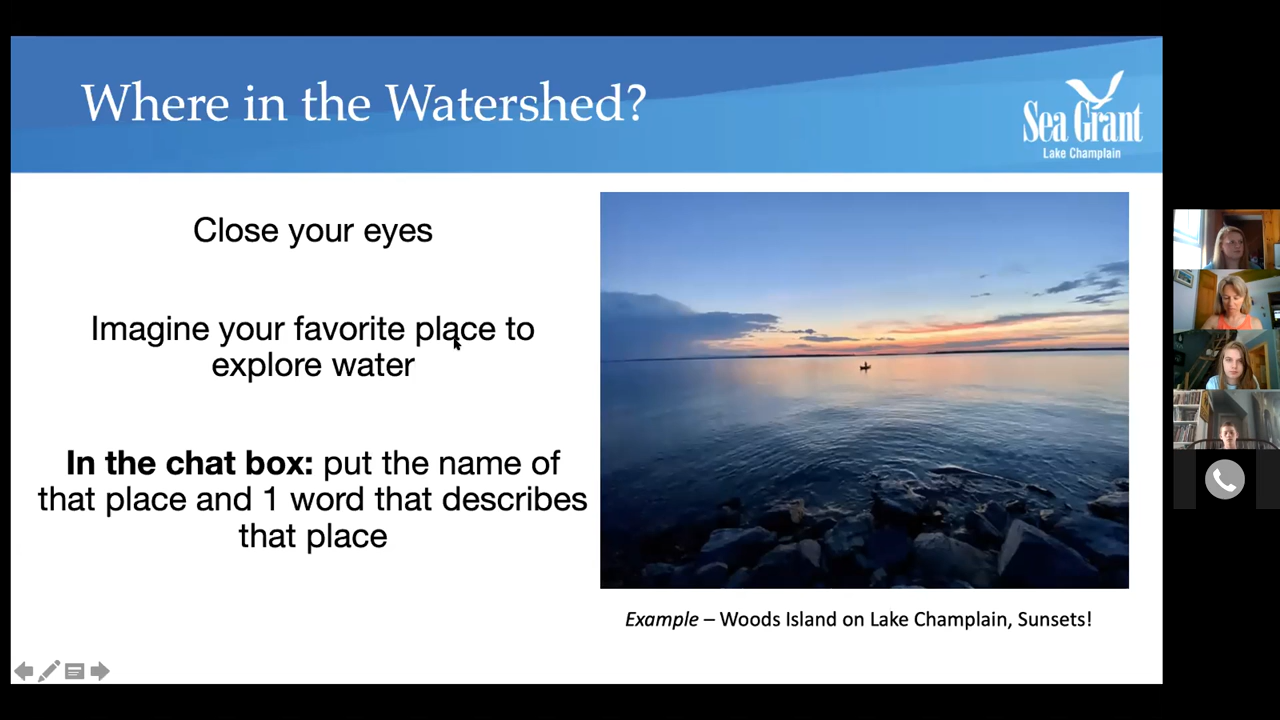 Where in the Watershed?
Sea Grant
Lake Champlain
Close your eyes
Imagine your favorite place to
explore water
In the chat box: put the name of
that place and 1 word that describes
that place
Example – Woods Island on Lake Champlain, Sunsets!